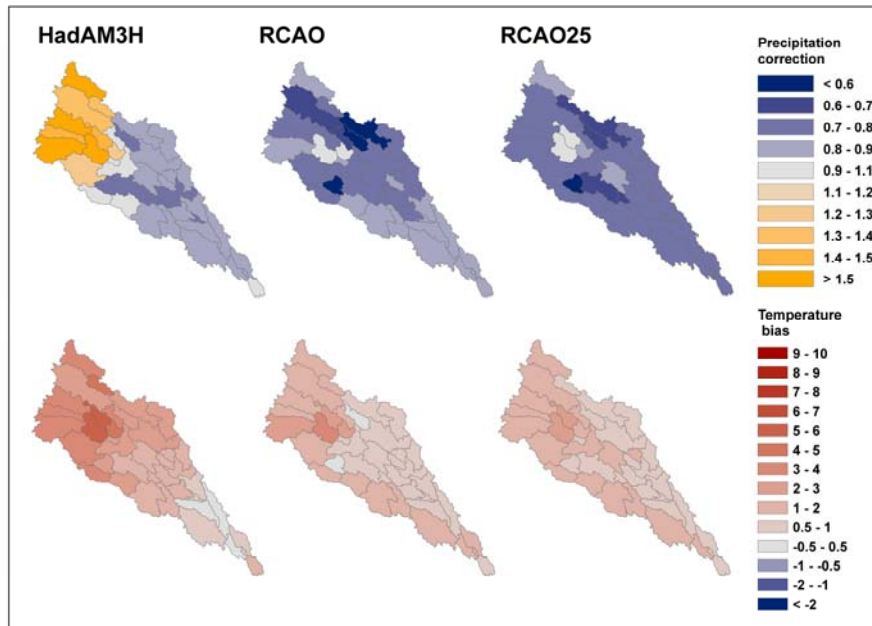 HadAM3H
RCAO
RCAO25
Precipitation
correction
< 0.6
0.6 - 0.7
0.7 - 0.8
0.8 - 0.9
0.9 - 1.1
1.1 - 1.2
1.2 - 1.3
1.3 - 1.4
1.4 - 1.5
> 1.5
Temperature
bias
9 - 10
8 - 9
7 - 8
6 - 7
5 - 6
4 - 5
3 - 4
2 - 3
1 - 2
0.5 - 1
-0.5 - 0.5
-1 - -0.5
-2 - -1
< -2